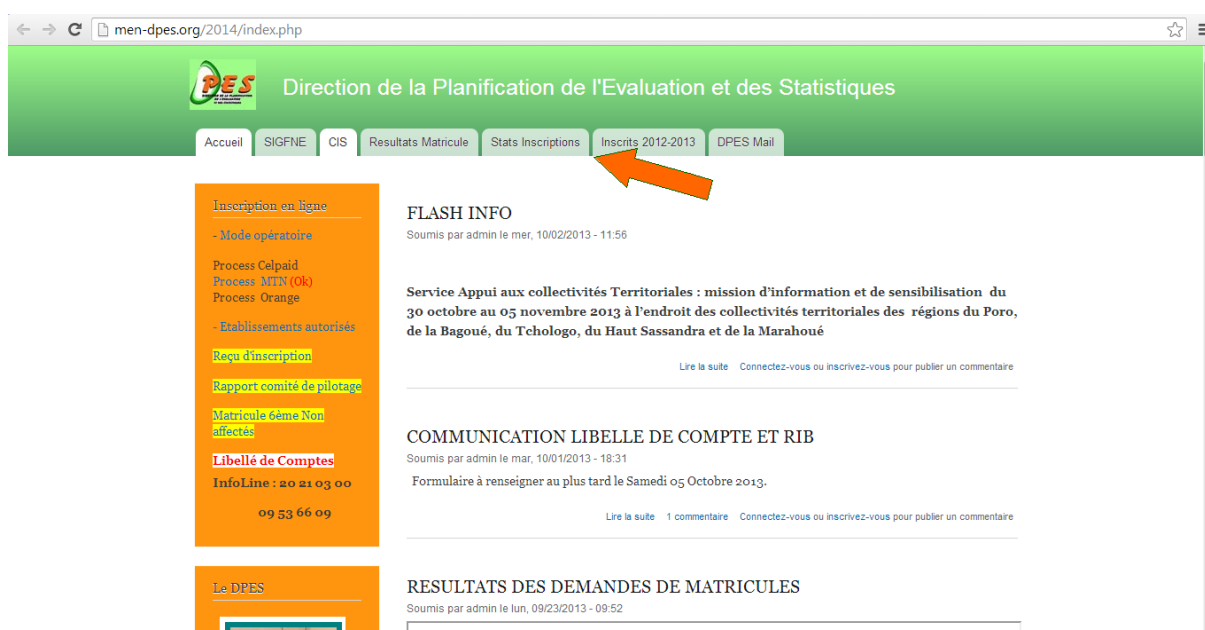 men-dpes.org/2014/index.php
PES
Direction de la Planification de l'Evaluation et des Statistiques
Accueil SIGFNE CIS Resultats Matricule Stats Inscriptions Inscrits 2012-2013 DPES Mail
Inscription en ligne
- Mode opératoire
Process Celpaid
Process MTN (Ok)
Process Orange
- Etablissements autorisés
Reçu d'inscription
Rapport comité de pilotage
Matricule 6ème Non
affectés
Libellé de Comptes
InfoLine : 20 21 03 00
09 53 66 09
Le DPES
FLASH INFO
Soumis par admin le mer, 10/02/2013 - 11:56
Service Appui aux collectivités Territoriales : mission d’information et de sensibilisation du
30 octobre au 05 novembre 2013 à l’endroit des collectivités territoriales des régions du Poro,
de la Bagoué, du Tchologo, du Haut Sassandra et de la Marahoué
Lire la suite Connectez-vous ou inscrivez-vous pour publier un commentaire
COMMUNICATION LIBELLE DE COMPTE ET RIB
Soumis par admin le mar, 10/01/2013 - 18:31
Formulaire à renseigner au plus tard le Samedi 05 Octobre 2013.
Lire la suite 1 commentaire Connectez-vous ou inscrivez-vous pour publier un commentaire
RESULTATS DES DEMANDES DE MATRICULES
Soumis par admin le lun, 09/23/2013 - 09:52